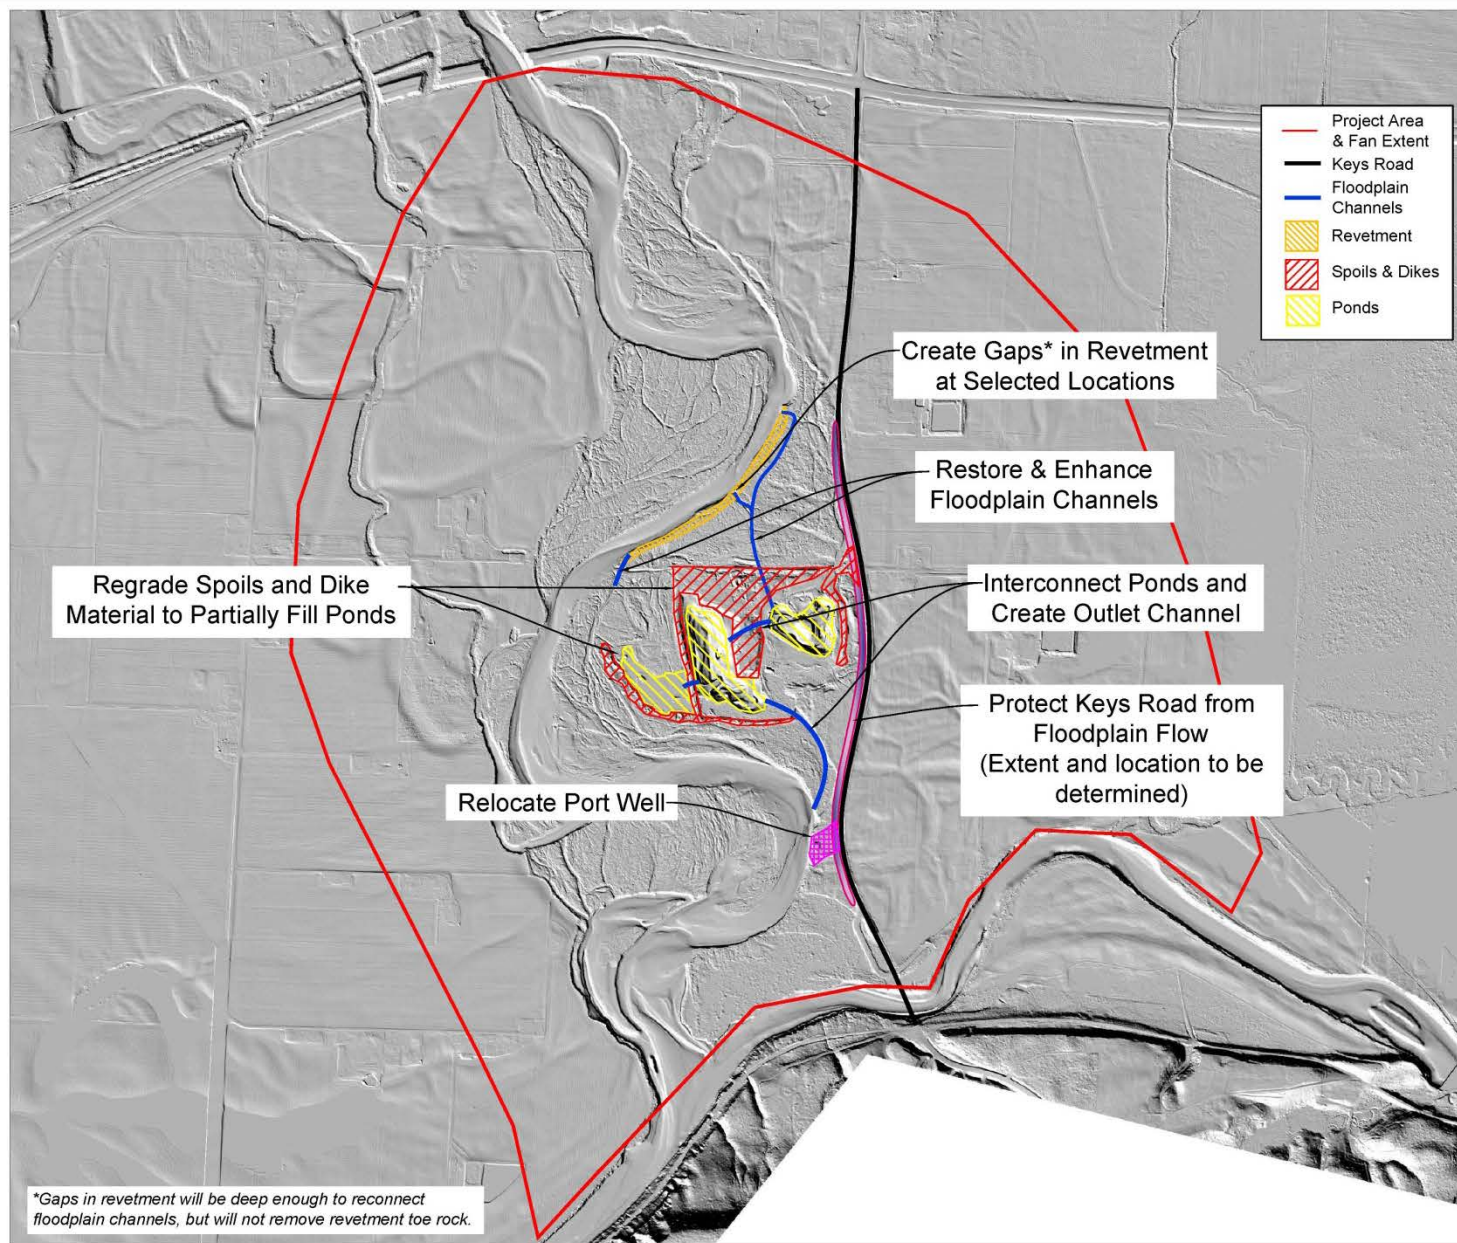 Project Area
& Fan Extent
Keys Road
Floodplain
Channels
Revetment
Spoils & Dikes
Ponds
Create Gaps* in Revetment
at Selected Locations
Restore & Enhance
Floodplain Channels
Regrade Spoils and Dike
Material to Partially Fill Ponds
Interconnect Ponds and
Create Outlet Channel
Protect Keys Road from
Floodplain Flow
(Extent and location to be
determined)
Relocate Port Well
*Gaps in revetment will be deep enough to reconnect
floodplain channels, but will not remove revetment toe rock.